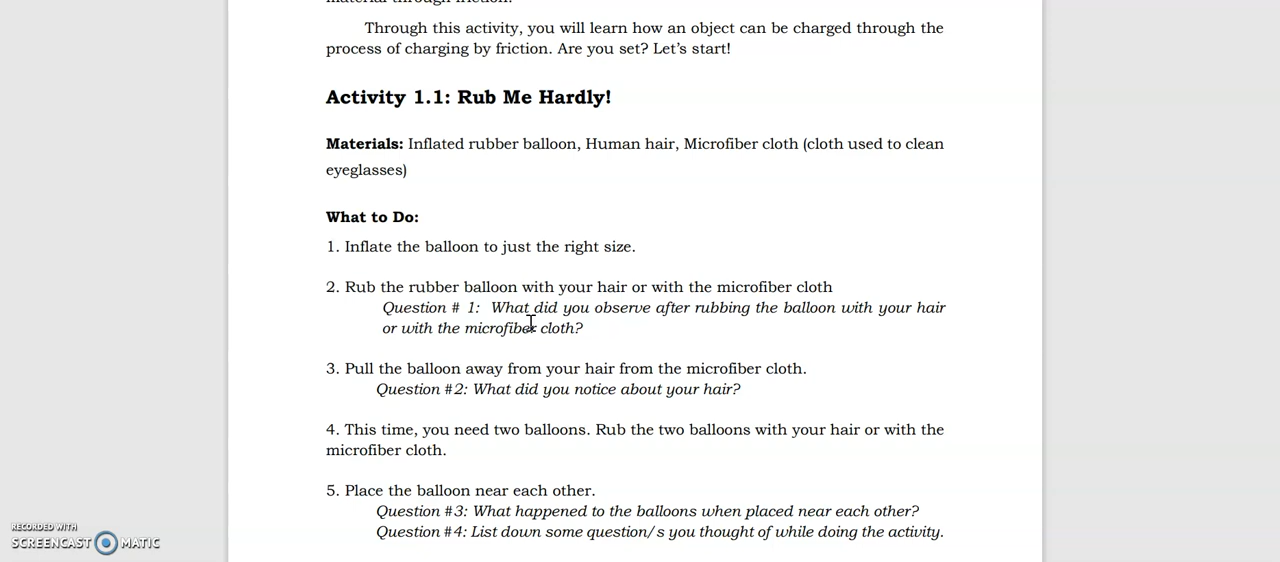 Through this activity, you will learn how an object can be charged through the
process of charging by friction. Are you set? Let's start!
Activity 1.1: Rub Me Hardly!
Materials: Inflated rubber balloon, Human hair, Microfiber cloth (cloth used to clean
eyeglasses)
What to Do:
1. Inflate the balloon to just the right size.
2. Rub the rubber balloon with your hair or with the microfiber cloth
Question # 1: What did you observe after rubbing the balloon with your hair
or with the microfiber cloth?
3. Pull the balloon away from your hair from the microfiber cloth.
Question #2: What did you notice about your hair?
4. This time, you need two balloons. Rub the two balloons with your hair or with the
microfiber cloth.
5. Place the balloon near each other.
Question #3: What happened to the balloons when placed near each other?
Question #4: List down some question/s you thought of while doing the activity.
RECORDED WITH
SCREENCAST MATIC